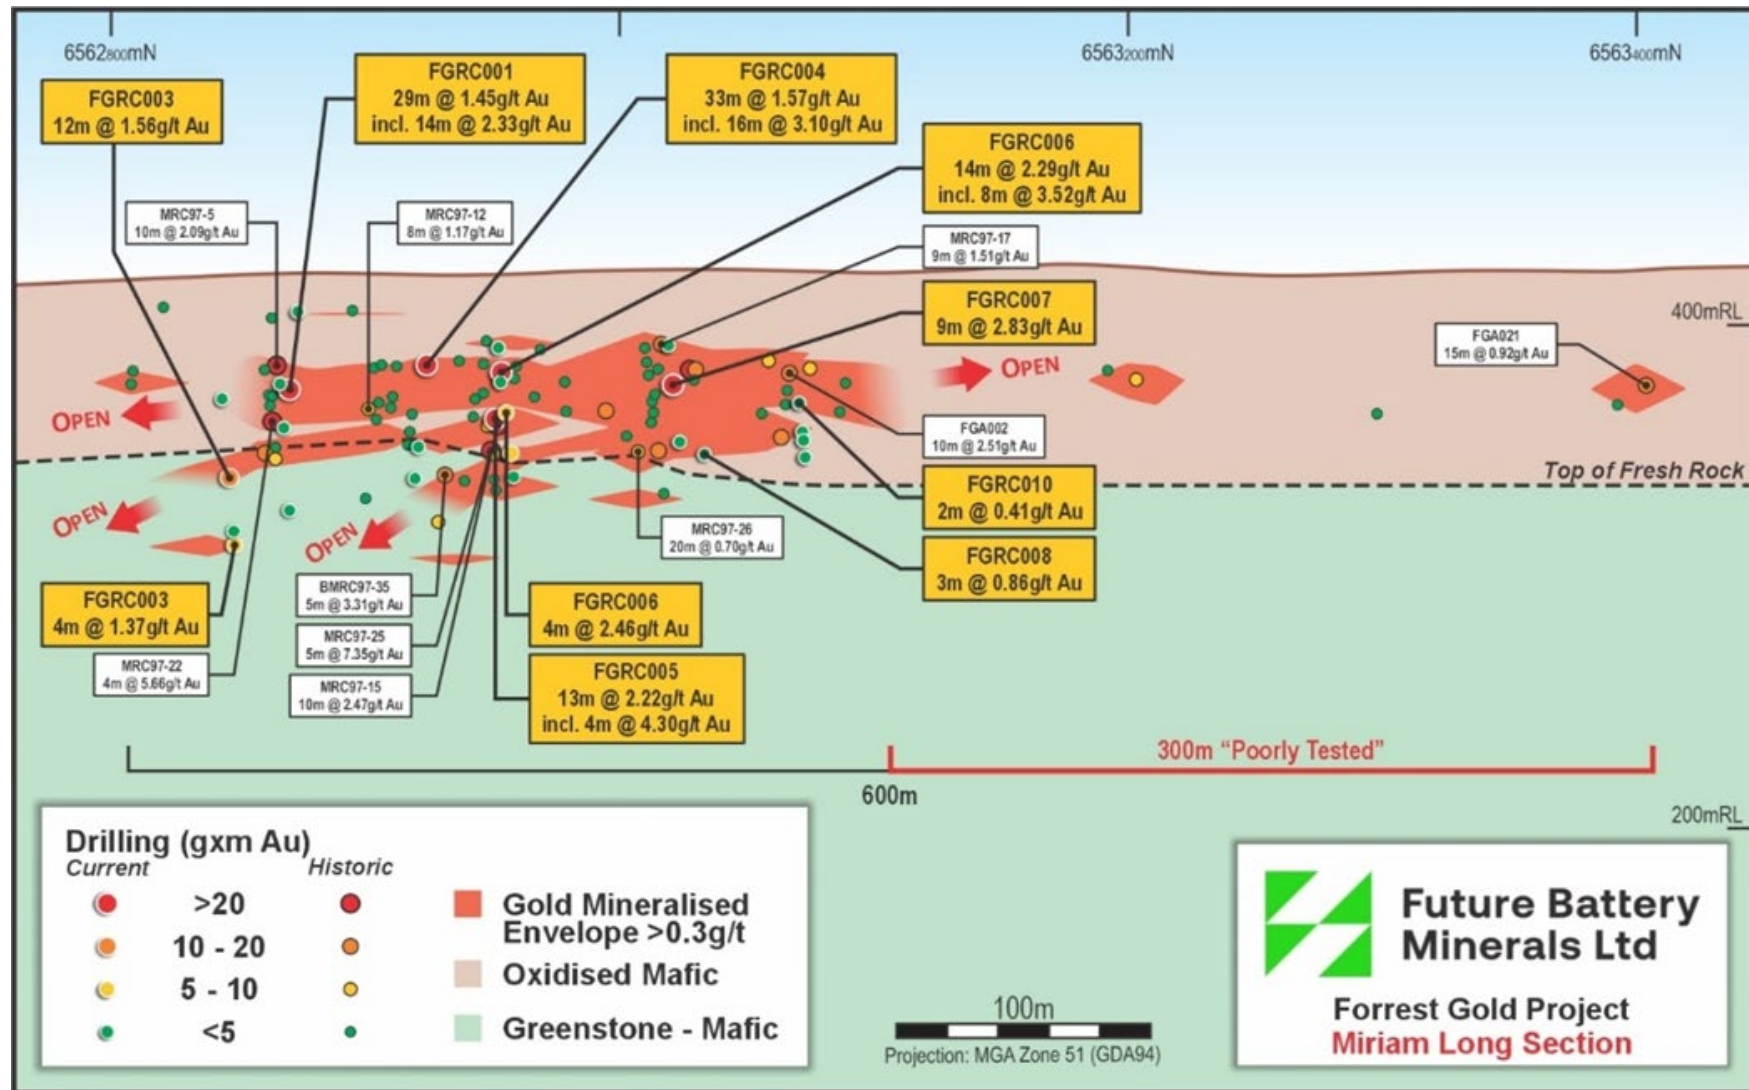 6562800mN
6563200mN
6563400mN
FGRC003
12m @ 1.56g/t Au
FGRC001
29m @ 1.45g/t Au
incl. 14m @ 2.33g/t Au
FGRC004
33m @ 1.57g/t Au
incl. 16m @ 3.10g/t Au
FGRC006
14m @ 2.29g/t Au
incl. 8m @ 3.52g/t Au
MRC97-5
10m @ 2.09g/t Au
MRC97-12
8m @ 1.17g/t Au
MRC97-17
9m @ 1.51g/t Au
FGRC007
9m @ 2.83g/t Au
400mRL
FGA021
15m @ 0.92g/t Au
OPEN
OPEN
FGA002
10m @ 2.51g/t Au
Top of Fresh Rock
FGRC010
2m @ 0.41g/t Au
OPEN
OPEN
MRC97-26
20m @ 0.70g/t Au
FGRC008
3m @ 0.86g/t Au
FGRC003
4m @ 1.37g/t Au
BMRC97-35
5m @ 3.31g/t Au
FGRC006
4m @ 2.46g/t Au
MRC97-25
5m @ 7.35g/t Au
MRC97-22
4m @ 5.66g/t Au
MRC97-15
10m @ 2.47g/t Au
FGRC005
13m @ 2.22g/t Au
incl. 4m @ 4.30g/t Au
300m “Poorly Tested”
600m
200mRL
Drilling (gxm Au)
Current
Historic
>20
10 - 20
5 - 10
<5
Gold Mineralised
Envelope >0.3g/t
Oxidised Mafic
Greenstone - Mafic
100m
Projection: MGA Zone 51 (GDA94)
Future Battery
Minerals Ltd
Forrest Gold Project
Miriam Long Section